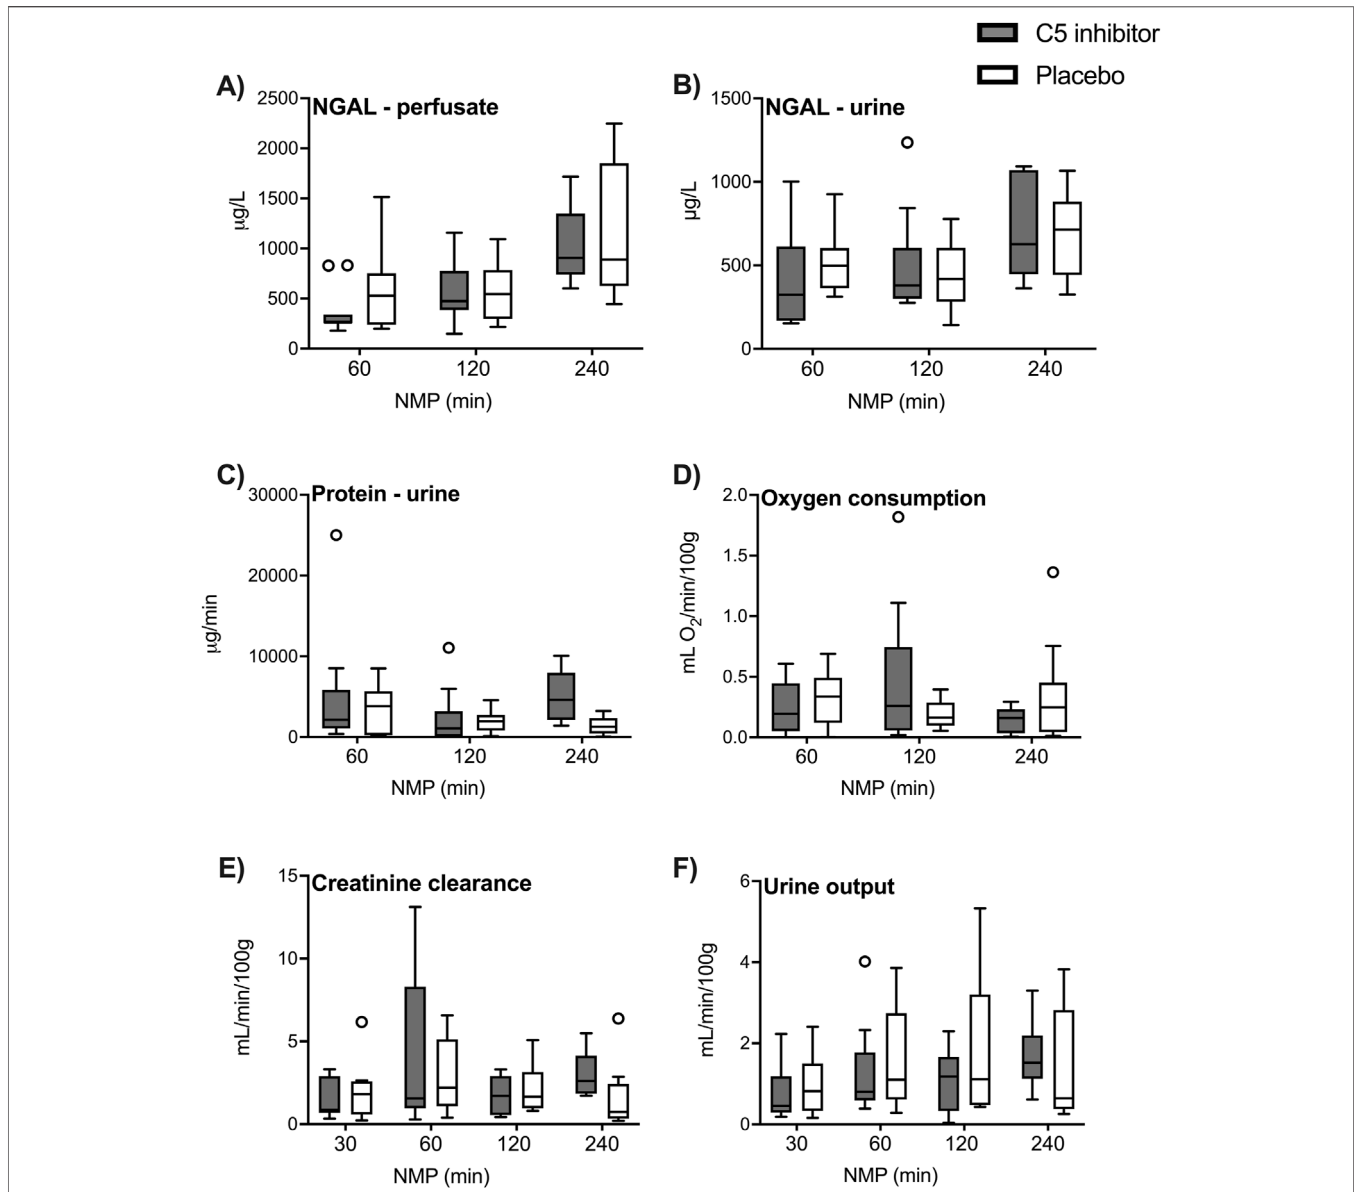 C5 inhibitor
Placebo
A)
NGAL - perfusate
2500
2000
1500
1000
500
0
µg/L
60 120 240
NMP (min)
B)
NGAL - urine
1500
1000
500
0
µg/L
60 120 240
NMP (min)
C)
Protein - urine
30000
20000
10000
0
µg/min
60 120 240
NMP (min)
D)
Oxygen consumption
2.0
1.5
1.0
0.5
0.0
mL O2/min/100g
60 120 240
NMP (min)
E)
Creatinine clearance
15
10
5
0
mL/min/100g
30 60 120 240
NMP (min)
F)
Urine output
6
4
2
0
mL/min/100g
30 60 120 240
NMP (min)